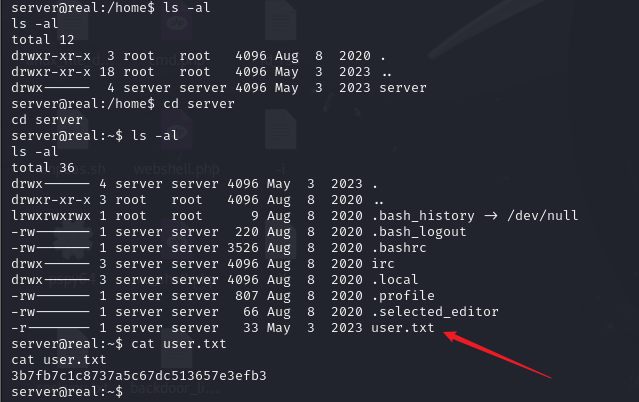 server@real:/home$ ls -al
ls -al
total 12
drwxr-xr-x  3 root   root   4096 Aug  8  2020 .
drwxr-xr-x 18 root   root   4096 May  3  2023 ..
drwx------  4 server server 4096 May  3  2023 server
server@real:/home$ cd server
cd server
server@real:~$ ls -al
ls -al
total 36
drwx------ 4 server server 4096 May  3  2023 .
drwxr-xr-x 3 root   root   4096 Aug  8  2020 ..
lrwxrwxrwx 1 root   root      9 Aug  8  2020 .bash_history -> /dev/null
-rw------- 1 server server  220 Aug  8  2020 .bash_logout
-rw------- 1 server server 3526 Aug  8  2020 .bashrc
drwx------ 3 server server 4096 Aug  8  2020 irc
drwx------ 3 server server 4096 Aug  8  2020 .local
-rw------- 1 server server  807 Aug  8  2020 .profile
-rw------- 1 server server   66 Aug  8  2020 .selected_editor
-r-------- 1 server server   33 May  3  2023 user.txt
server@real:~$ cat user.txt
cat user.txt
3b7fb7c1c8737a5c67dc513657e3efb3
server@real:~$
webshell.php